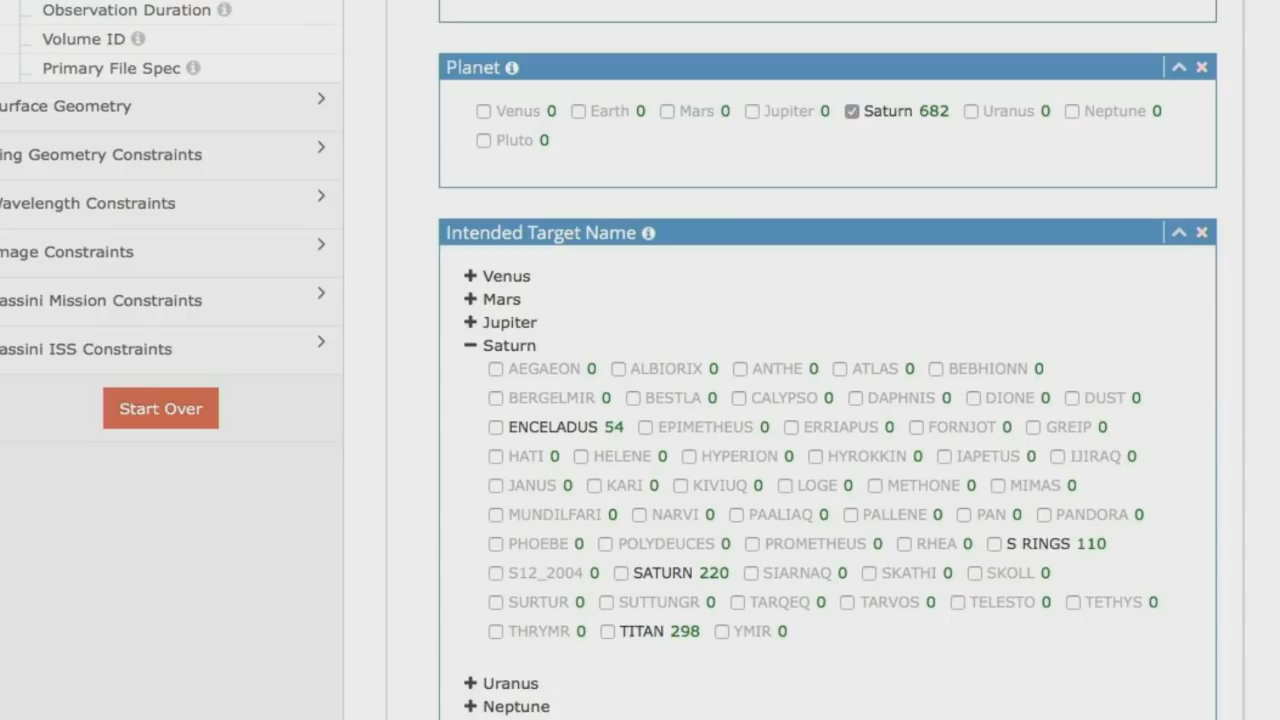 Observation Duration
Volume ID
Primary File Spec
urface Geometry
ing Geometry Constraints
Wavelength Constraints
mage Constraints
assini Mission Constraints
assini ISS Constraints
Start Over
Planet
Venus 0 Earth 0 Mars 0 Jupiter 0 Saturn 682 Uranus 0 Neptune 0
Pluto 0
Intended Target Name
Venus
Mars
Jupiter
Saturn
AEGAEON 0 ALBIORIX 0 ANTHE 0 ATLAS 0 BEBHIONN 0
BERGELMIR 0 BESTLA 0 CALYPSO 0 DAPHNIS 0 DIONE 0 DUST 0
ENCELADUS 54 EPIMETHEUS 0 ERRIAPUS 0 FORNJOT 0 GREIP 0
HATI 0 HELENE 0 HYPERION 0 HYROKKIN 0 IAPETUS 0 IJIRAQ 0
JANUS 0 KARI 0 KIVIUQ 0 LOGE 0 METHONE 0 MIMAS 0
MUNDILFARI 0 NARVI 0 PAALIAQ 0 PALLENE 0 PAN 0 PANDORA 0
PHOEBE 0 POLYDEUCES 0 PROMETHEUS 0 RHEA 0 S RINGS 110
S12_2004 0 SATURN 220 SIARNAQ 0 SKATHI 0 SKOLL 0
SURTUR 0 SUTTUNGR 0 TARQEQ 0 TARVOS 0 TELESTO 0 TETHYS 0
THRYMR 0 TITAN 298 YMIR 0
Uranus
Neptune